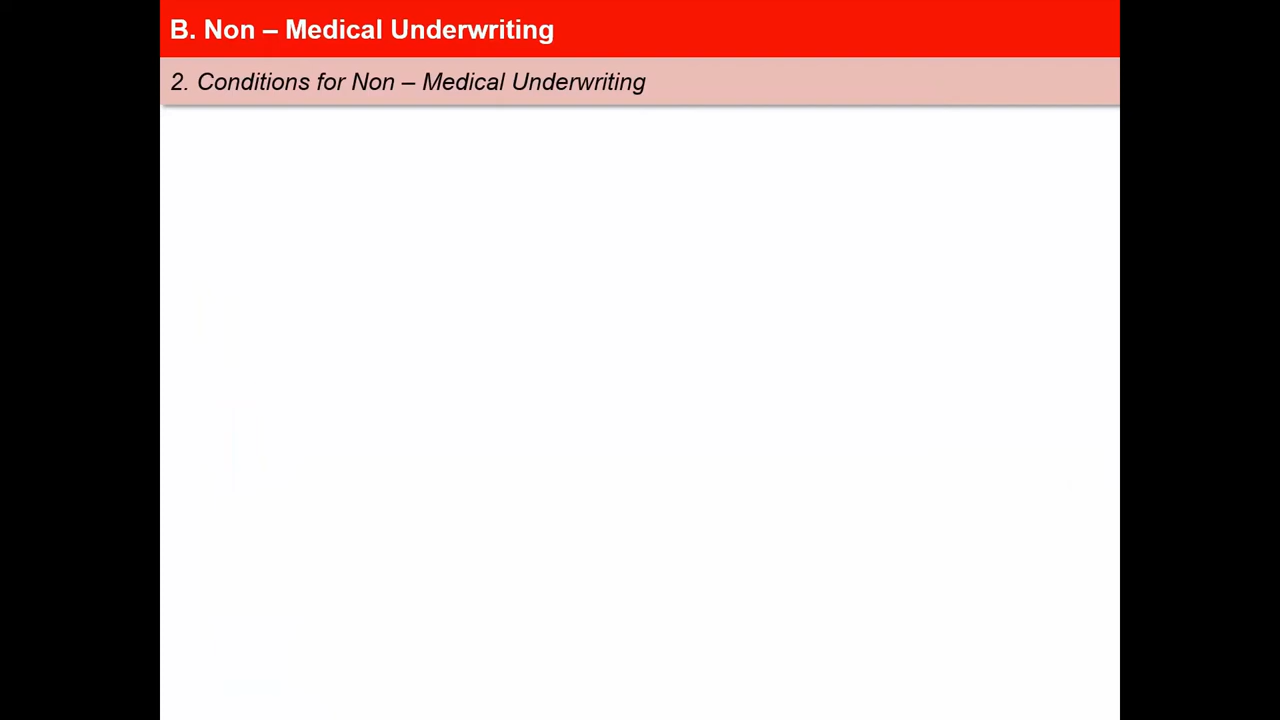 B. Non – Medical Underwriting
2. Conditions for Non – Medical Underwriting